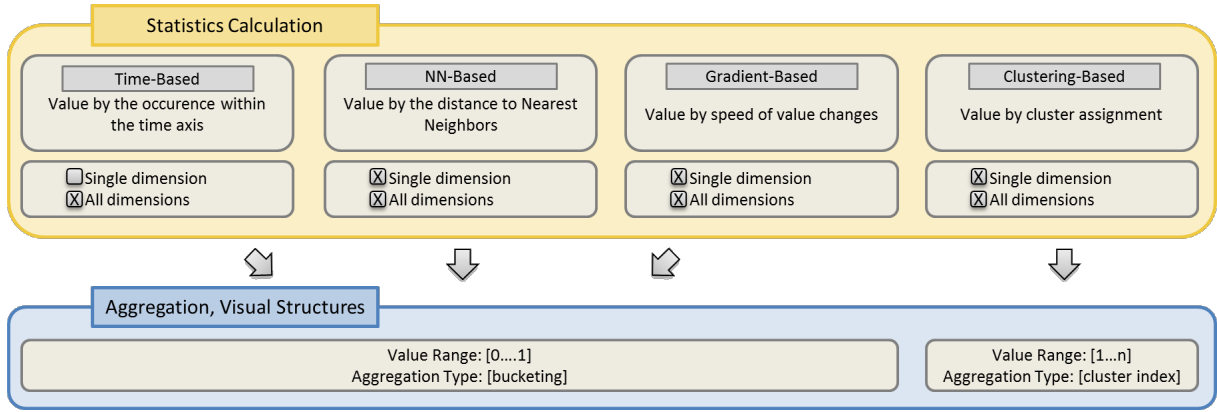 Statistics Calculation
Time-Based
Value by the occurence within
the time axis
X Single dimension
All dimensions
NN-Based
Value by the distance to Nearest
Neighbors
X Single dimension
X All dimensions
Gradient-Based
Value by speed of value changes
X Single dimension
X All dimensions
Clustering-Based
Value by cluster assignment
X Single dimension
X All dimensions
Aggregation, Visual Structures
Value Range: [0....1]
Aggregation Type: [bucketing]
Value Range: [1...n]
Aggregation Type: [cluster index]